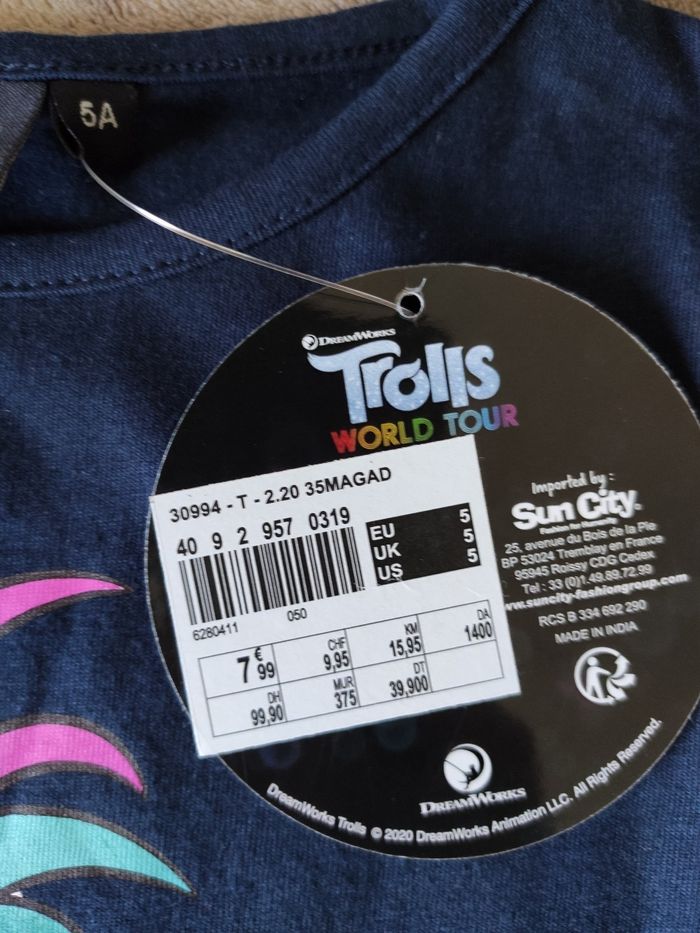 5A
DREAMWORKS
Trolls
WORLD TOUR
30994 - T - 2.20 35MAGAD
40 9 2 957 0319
EU 5
UK 5
US 5
6280411 050
7€99
CHF 9,95
KM 15,95
DA 1400
DH 99,90
MUR 375
DT 39,900
Imported by :
Sun City®
Fashion for Humanity
25, avenue du Bois de la Pie
BP 53024 Tremblay en France
95945 Roissy CDG Cedex
Tel : 33 (0)1.49.89.72.99
www.suncity-fashiongroup.com
RCS B 334 692 290
MADE IN INDIA
DREAMWORKS
DreamWorks Trolls © 2020 DreamWorks Animation LLC. All Rights Reserved.